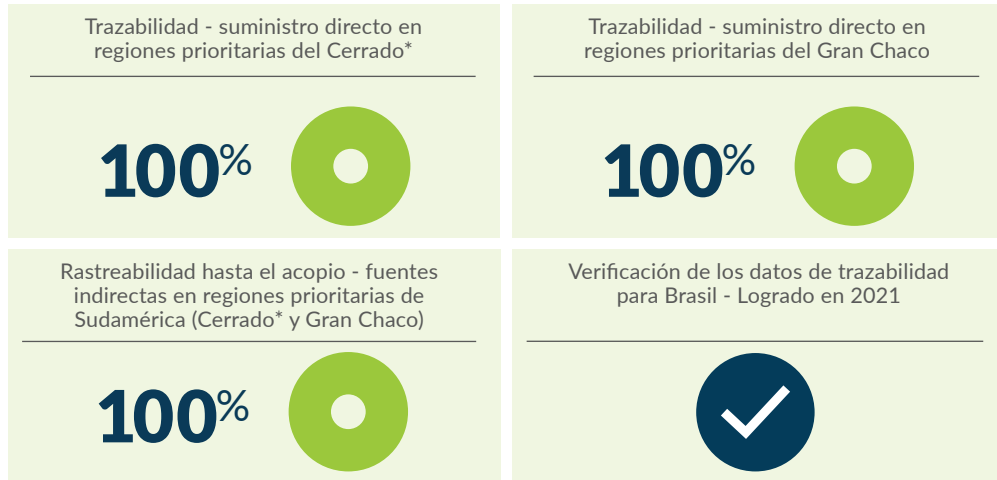 Trazabilidad - suministro directo en
regiones prioritarias del Cerrado*
100%
Trazabilidad - suministro directo en
regiones prioritarias del Gran Chaco
100%
Rastreabilidad hasta el acopio - fuentes
indirectas en regiones prioritarias de
Sudamérica (Cerrado* y Gran Chaco)
100%
Verificación de los datos de trazabilidad
para Brasil - Logrado en 2021